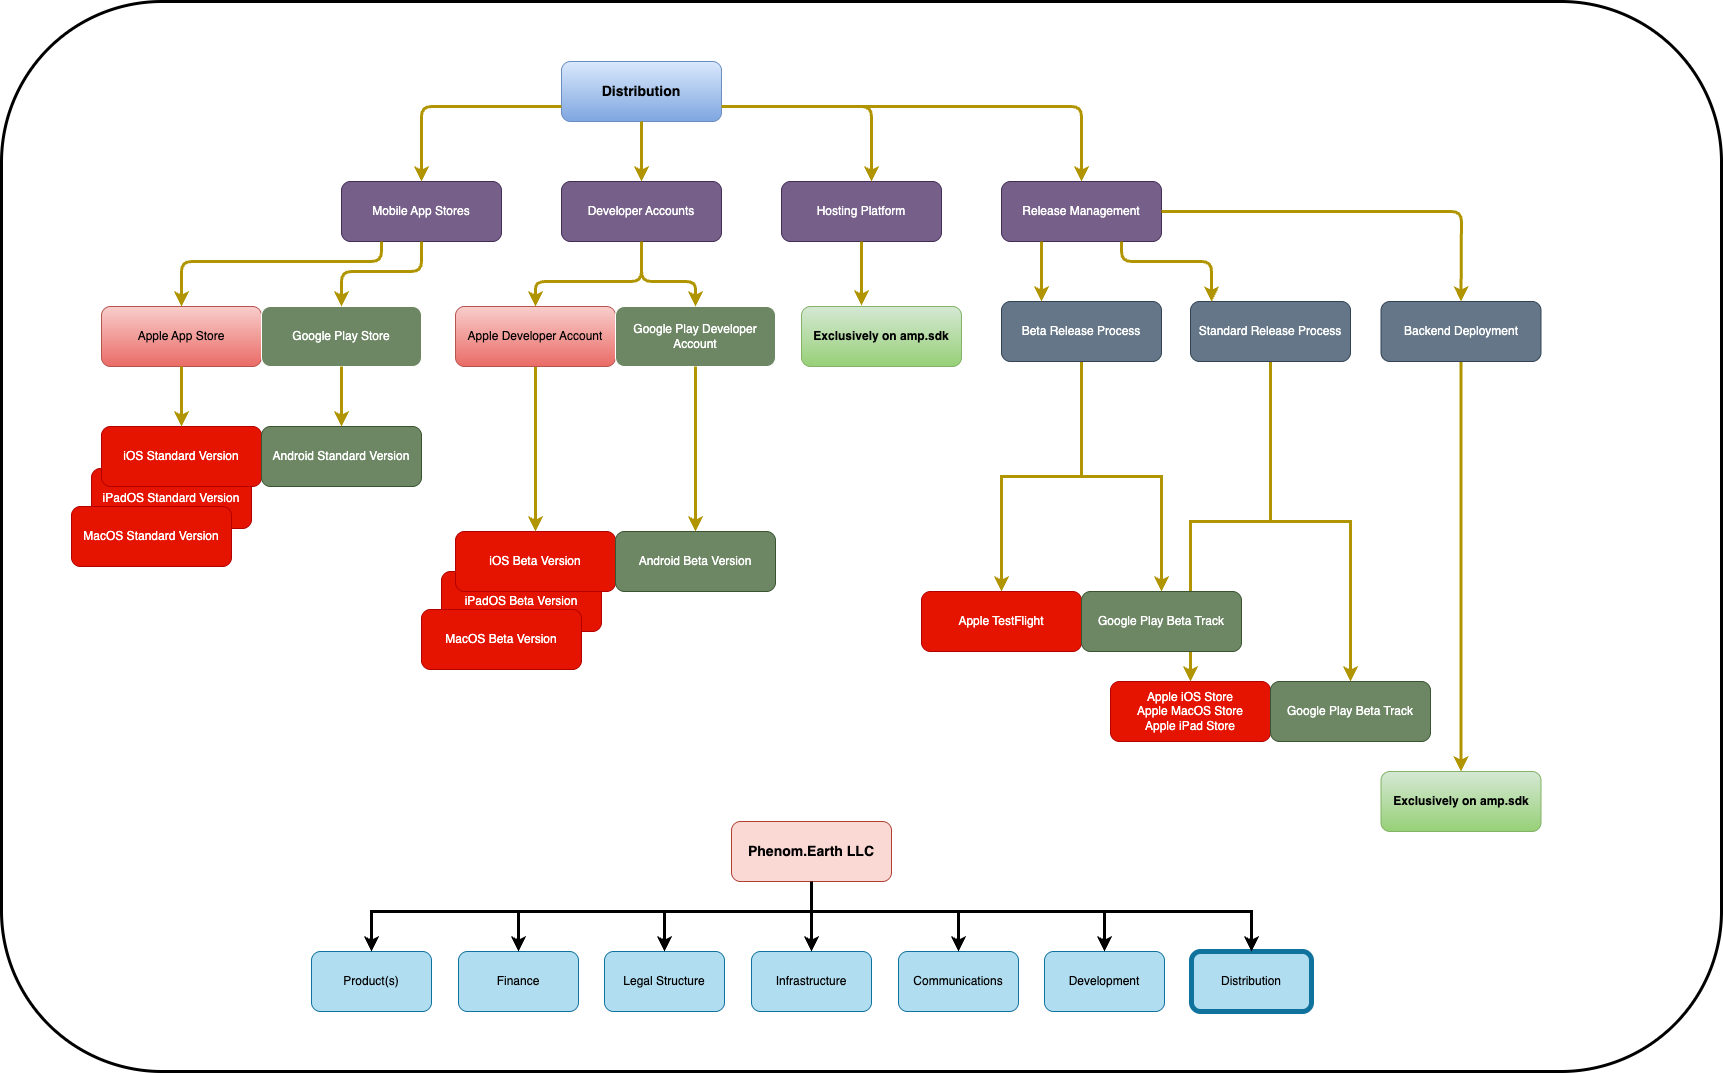 Distribution
Mobile App Stores
Developer Accounts
Hosting Platform
Release Management
Apple App Store
Google Play Store
Apple Developer Account
Google Play Developer
Account
Exclusively on amp.sdk
Beta Release Process
Standard Release Process
Backend Deployment
iOS Standard Version
Android Standard Version
iPadOS Standard Version
MacOS Standard Version
iOS Beta Version
Android Beta Version
iPadOS Beta Version
MacOS Beta Version
Apple TestFlight
Google Play Beta Track
Apple iOS Store
Apple MacOS Store
Apple iPad Store
Google Play Beta Track
Exclusively on amp.sdk
Phenom.Earth LLC
Product(s)
Finance
Legal Structure
Infrastructure
Communications
Development
Distribution